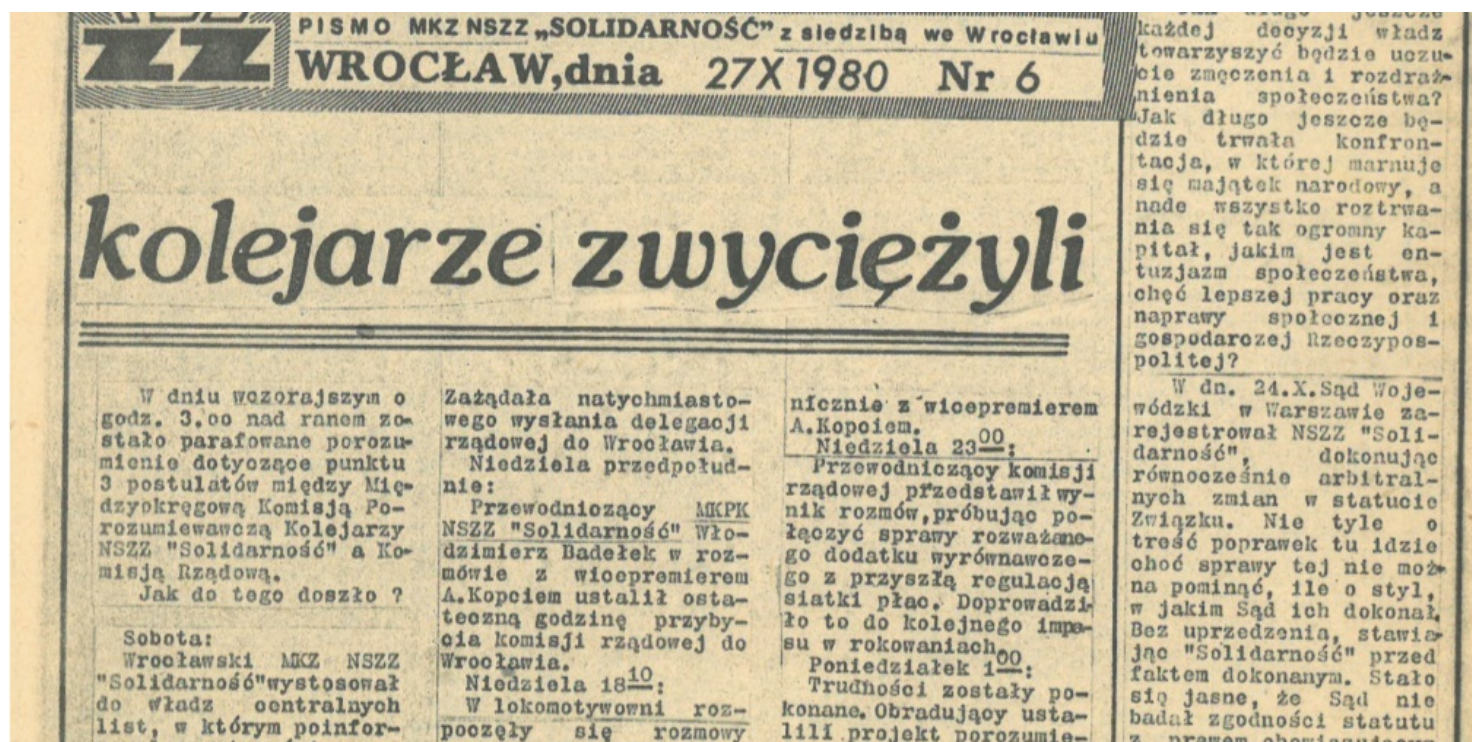 ZZ
PISMO MKZ NSZZ „SOLIDARNOŚĆ” z siedzibą we Wrocławiu
WROCŁAW, dnia 27X 1980 Nr 6
kolejarze zwyciężyli
W dniu wczorajszym o
godz. 3.oo nad ranem zo-
stało parafowane porozu-
mienie dotyczące punktu
3 postulatów między Mię-
dzyokręgową Komisją Po-
rozumiewawczą Kolejarzy
NSZZ "Solidarność" a Ko-
misją Rządową.
Jak do tego doszło ?
Sobota:
Wrocławski MKZ NSZZ
"Solidarność"wystosował
do władz centralnych
list, w którym poinfor-
Zażądała natychmiasto-
wego wysłania delegacji
rządowej do Wrocławia.
Niedziela przedpołud-
nie:
Przewodniczący MKPK
NSZZ "Solidarność" Wło-
dzimierz Badełek w roz-
mówie z wicepremierem
A.Kopciem ustalił osta-
teczną godzinę przyby-
cia komisji rządowej do
Wrocławia.
Niedziela 18 10:
W lokomotywowni roz-
poczęły się rozmowy
nicznie z wicepremierem
A.Kopciem.
Niedziela 23 00:
Przewodniczący komisji
rządowej przedstawił wy-
nik rozmów,próbując po-
łączyć sprawy rozważane-
go dodatku wyrównawcze-
go z przyszłą regulacją
siatki płac. Doprowadzi-
ło to do kolejnego impa-
su w rokowaniach.
Poniedziałek 1 00:
Trudności zostały po-
konane. Obradujący usta-
lili projekt porozumie-
długo jeszcze
każdej decyzji władz
towarzyszyć będzie uczu-
cie zmęczenia i rozdraż-
nienia społeczeństwa?
Jak długo jeszcze bę-
dzie trwała konfron-
tacja, w której marnuje
się majątek narodowy, a
nade wszystko roztrwa-
nia się tak ogromny ka-
pitał, jakim jest en-
tuzjazm społeczeństwa,
chęć lepszej pracy oraz
naprawy społecznej i
gospodarczej Rzeczypos-
politej?
W dn. 24.X.Sąd Woje-
wódzki w Warszawie za-
rejestrował NSZZ "Soli-
darność", dokonując
równocześnie arbitral-
nych zmian w statucie
Związku. Nie tyle o
treść poprawek tu idzie
choć sprawy tej nie moż-
na pominąć, ile o styl,
w jakim Sąd ich dokonał.
Bez uprzedzenia, stawia-
jąc "Solidarność" przed
faktem dokonanym. Stało
się jasne, że Sąd nie
badał zgodności statutu
z prawem obowiązującym